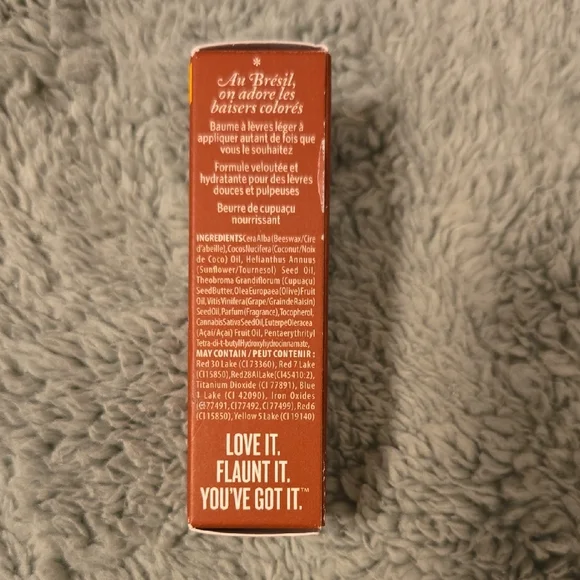 *
Au Brésil,
on adore les
baisers colorés
Baume à lèvres léger à
appliquer autant de fois que
vous le souhaitez
Formule veloutée et
hydratante pour des lèvres
douces et pulpeuses
Beurre de cupuaçu
nourrissant
INGREDIENTS Cera Alba (Beeswax/Cire
d'abeille), Cocos Nucifera (Coconut/Noix
de Coco) Oil, Helianthus Annuus
(Sunflower/Tournesol) Seed Oil,
Theobroma Grandiflorum (Cupuaçu)
Seed Butter, Olea Europaea (Olive) Fruit
Oil, Vitis Vinifera (Grape/Grain de Raisin)
Seed Oil, Parfum (Fragrance), Tocopherol,
Cannabis Sativa Seed Oil, Euterpe Oleracea
(Açaí/Açaí) Fruit Oil, Pentaerythrityl
Tetra-di-t-butyl Hydroxyhydrocinnamate,
MAY CONTAIN / PEUT CONTENIR :
Red 30 Lake (CI 73360), Red 7 Lake
(CI 15850), Red 28 Al Lake (CI 45410:2),
Titanium Dioxide (CI 77891), Blue
1 Lake (CI 42090), Iron Oxides
(CI 77491, CI 77492, CI 77499), Red 6
(CI 15850), Yellow 5 Lake (CI 19140)
LOVE IT.
FLAUNT IT.
YOU'VE GOT IT.™